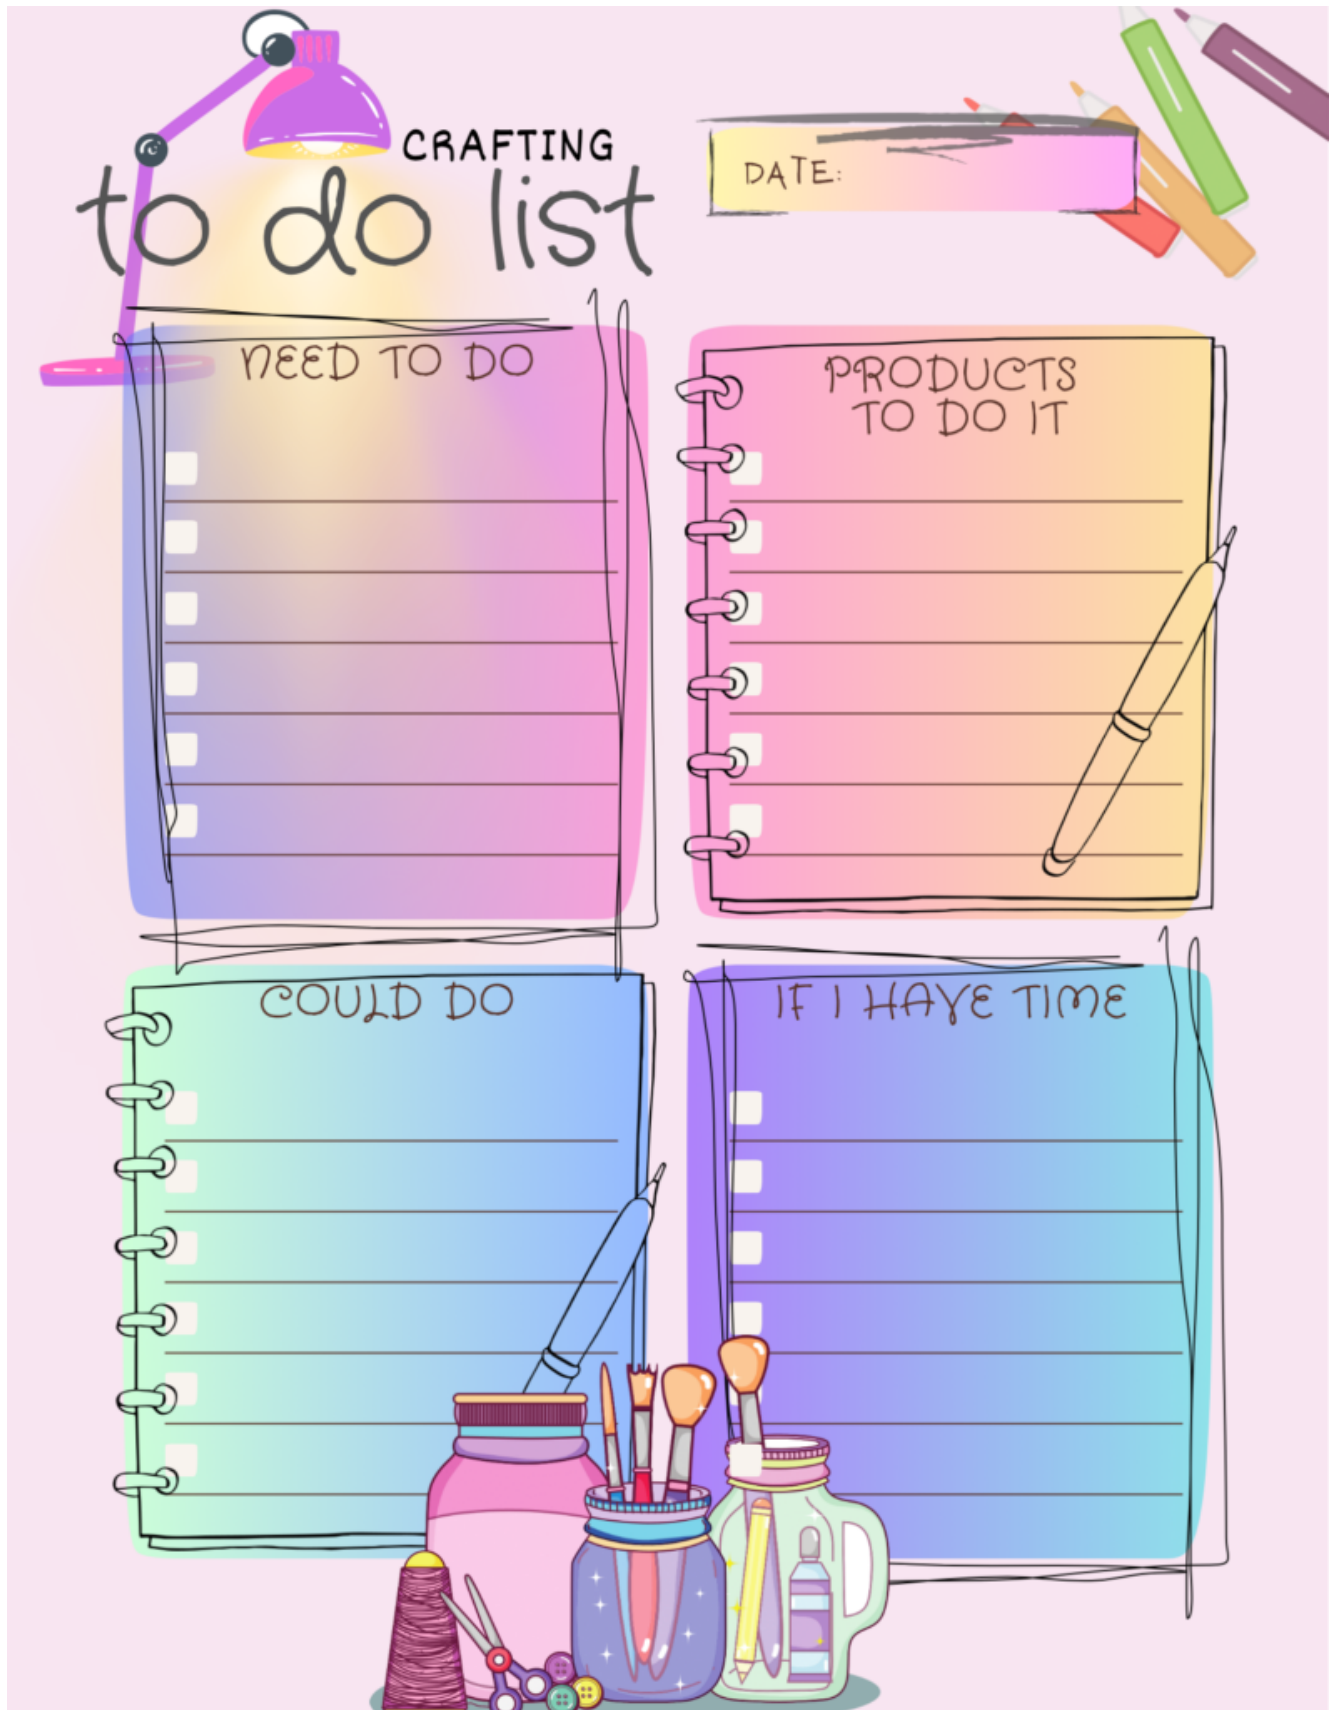 CRAFTING
to do list
DATE:
NEED TO DO
PRODUCTS
TO DO IT
COULD DO
IF I HAVE TIME